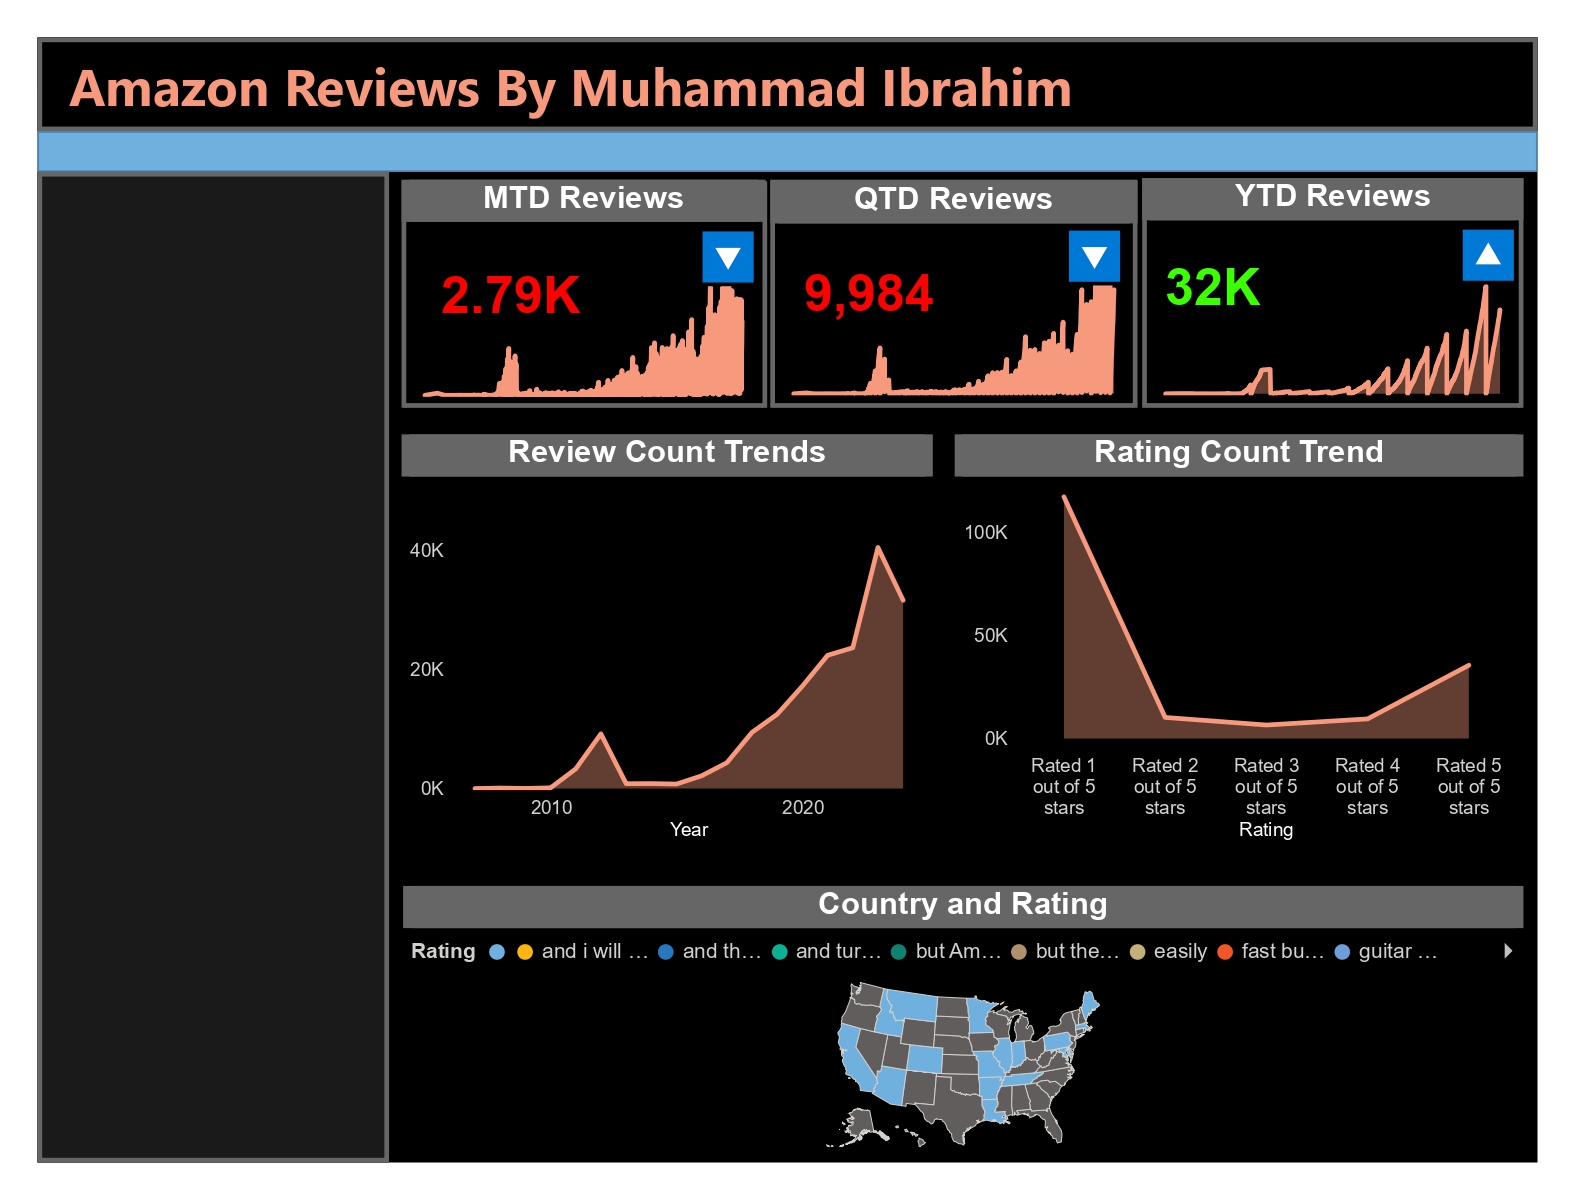 Amazon Reviews By Muhammad Ibrahim
MTD Reviews
QTD Reviews
YTD Reviews
2.79K
9,984
32K
Review Count Trends
Rating Count Trend
40K
20K
0K
2010
2020
Year
100K
50K
0K
Rated 1
out of 5
stars
Rated 2
out of 5
stars
Rated 3
out of 5
stars
Rated 4
out of 5
stars
Rated 5
out of 5
stars
Rating
Country and Rating
Rating and i will ... and th... and tur... but Am... but the... easily fast bu... guitar ...